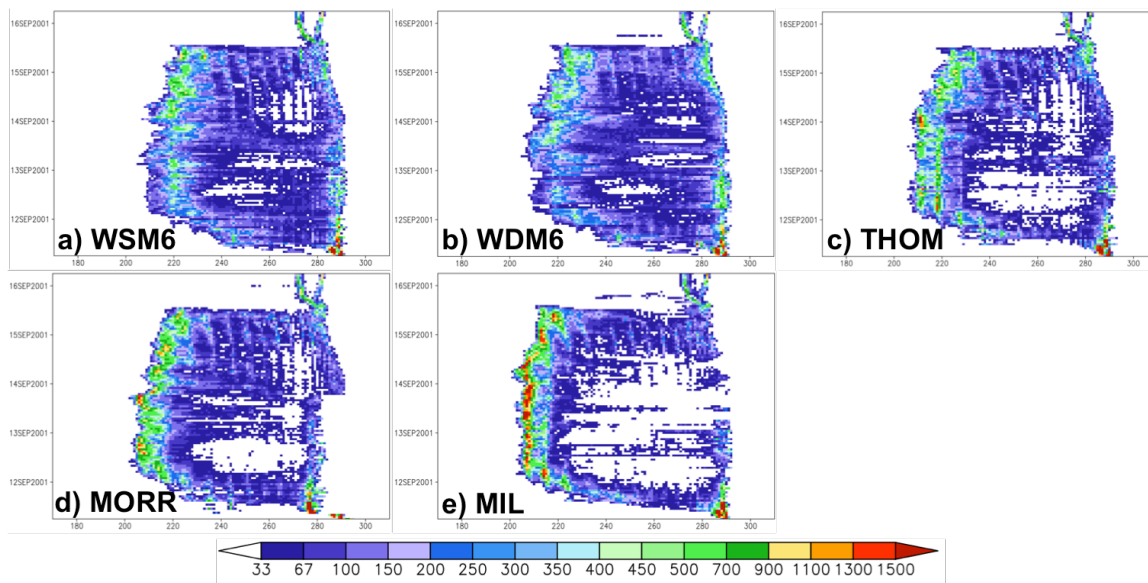 16SEP2001
15SEP2001
14SEP2001
13SEP2001
12SEP2001
a) WSM6
180 200 220 240 260 280 300
16SEP2001
15SEP2001
14SEP2001
13SEP2001
12SEP2001
b) WDM6
180 200 220 240 260 280 300
16SEP2001
15SEP2001
14SEP2001
13SEP2001
12SEP2001
c) THOM
180 200 220 240 260 280 300
16SEP2001
15SEP2001
14SEP2001
13SEP2001
12SEP2001
d) MORR
180 200 220 240 260 280 300
16SEP2001
15SEP2001
14SEP2001
13SEP2001
12SEP2001
e) MIL
180 200 220 240 260 280 300
33 67 100 150 200 250 300 350 400 450 500 700 900 1100 1300 1500